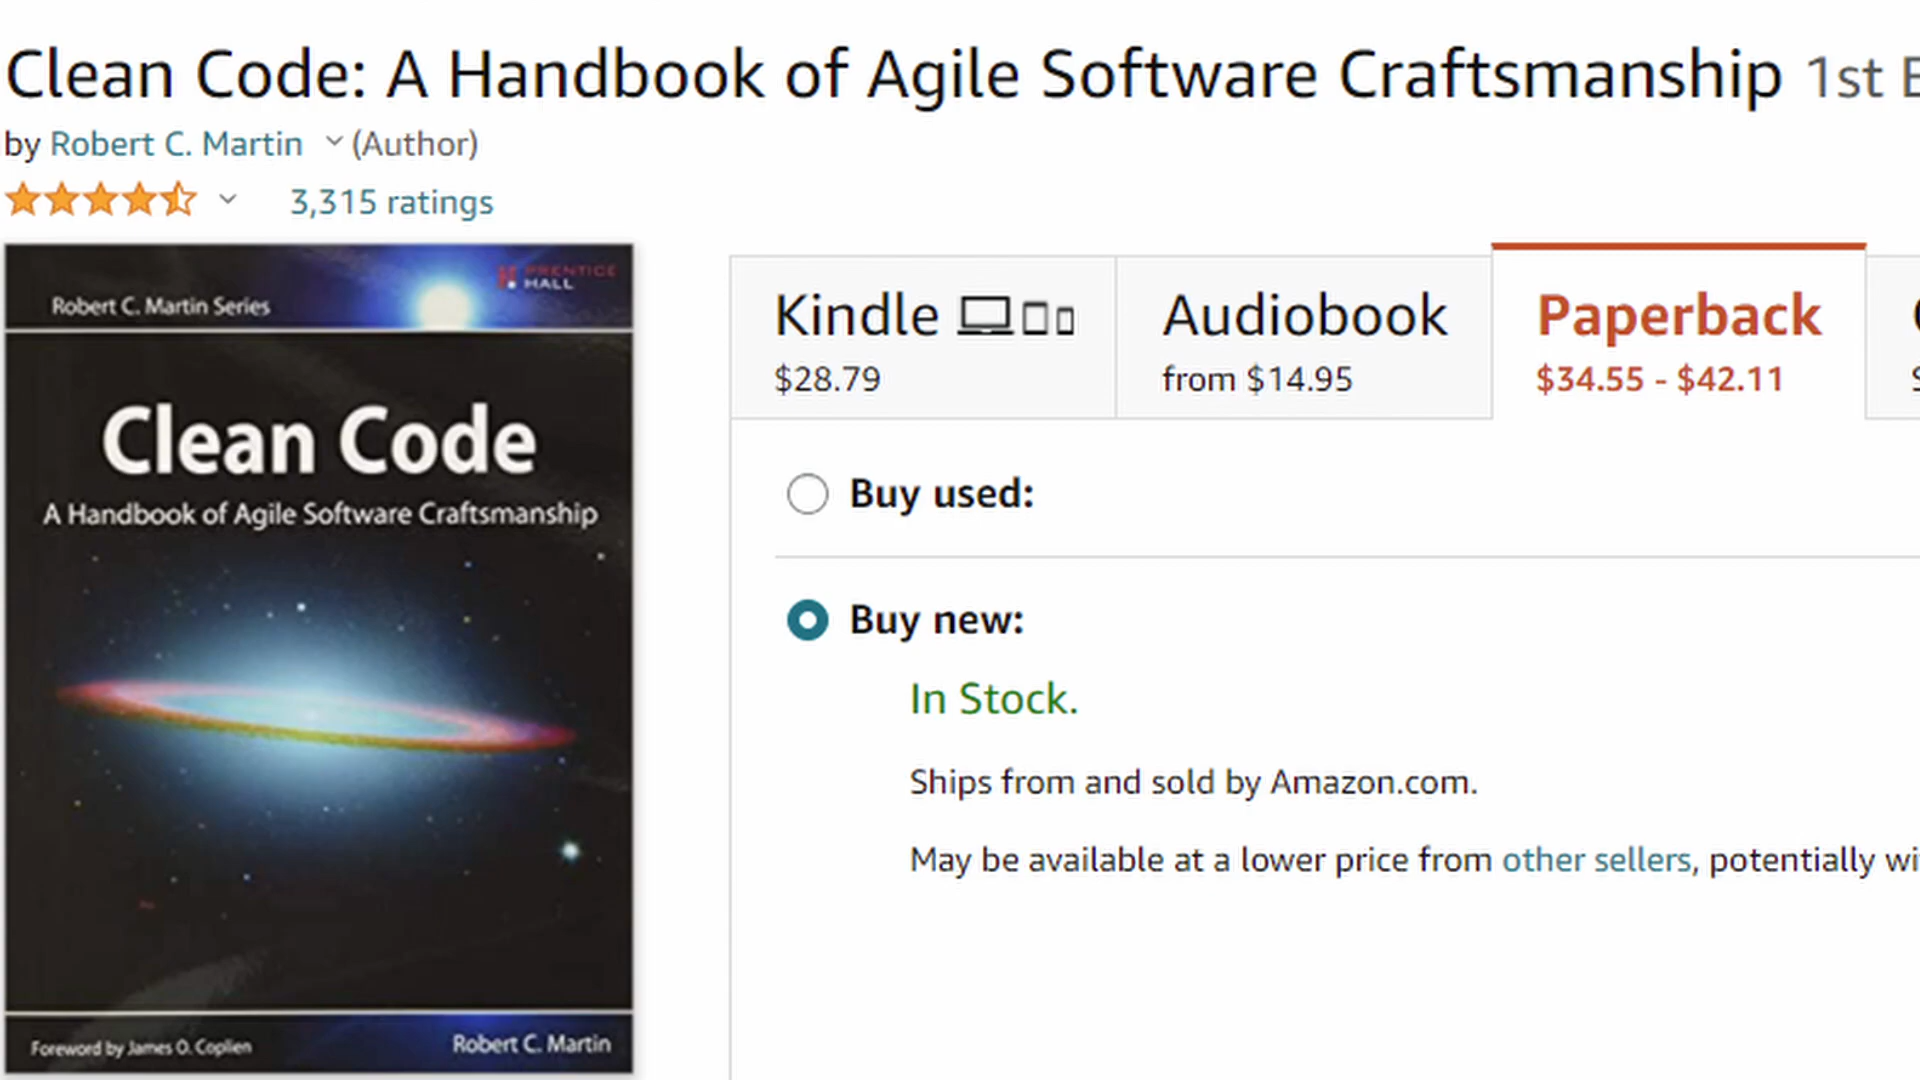 Clean Code: A Handbook of Agile Software Craftsmanship 1st
by Robert C. Martin (Author)
3,315 ratings
PRENTICE
HALL
Robert C. Martin Series
Clean Code
A Handbook of Agile Software Craftsmanship
Foreword by James O. Coplien
Robert C. Martin
Kindle
$28.79
Audiobook
from $14.95
Paperback
$34.55 - $42.11
Buy used:
Buy new:
In Stock.
Ships from and sold by Amazon.com.
May be available at a lower price from other sellers, potentially